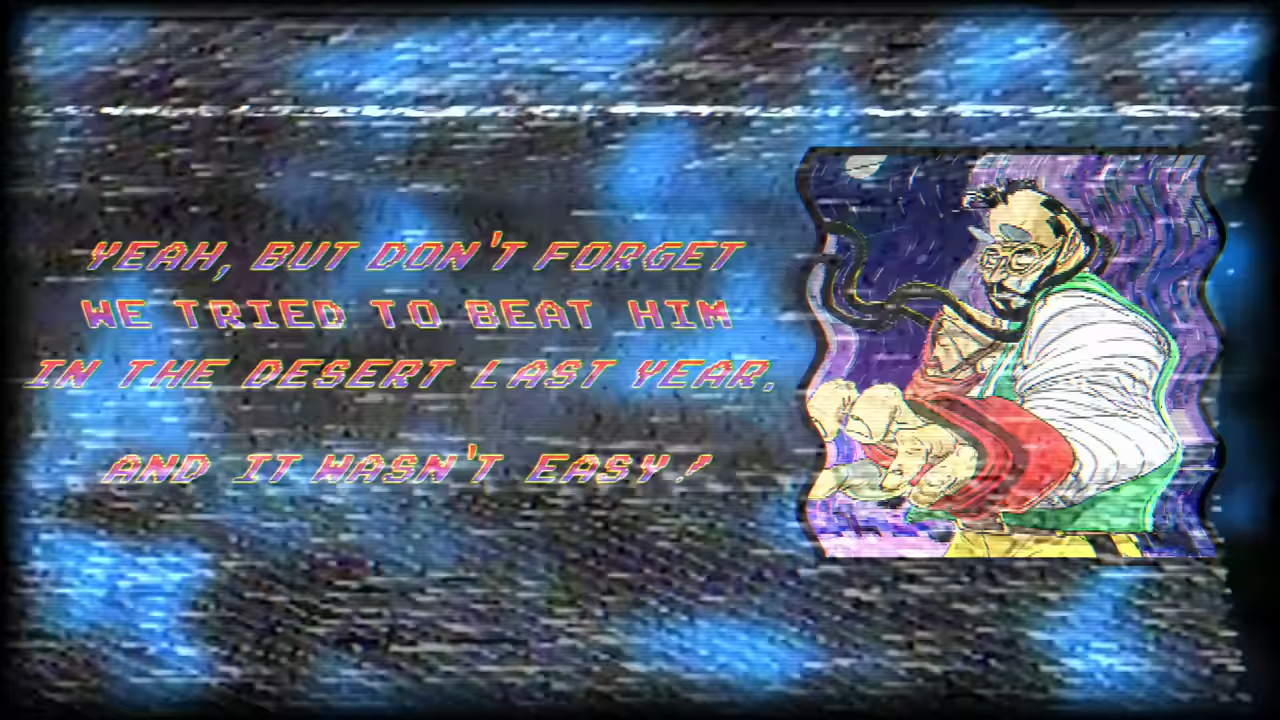 YEAH, BUT DON'T FORGET
WE TRIED TO BEAT HIM
IN THE DESERT LAST YEAR.
AND IT WASN'T EASY!